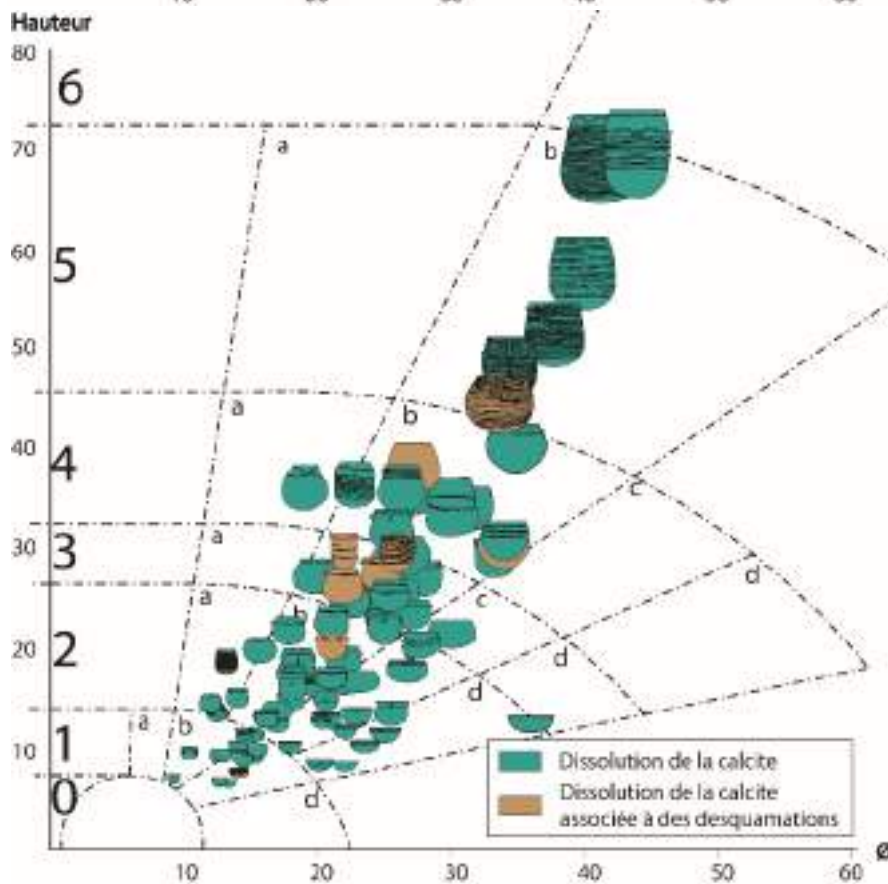 Hauteur
80
6
70
a
b
60
5
50
a
b
40
4
c
30
3
a
d
2
a
b
c
20
d
d
a
b
10
1
0
d
Dissolution de la calcite
Dissolution de la calcite
associée à des desquamations
Ø
10
20
30
40
50
60